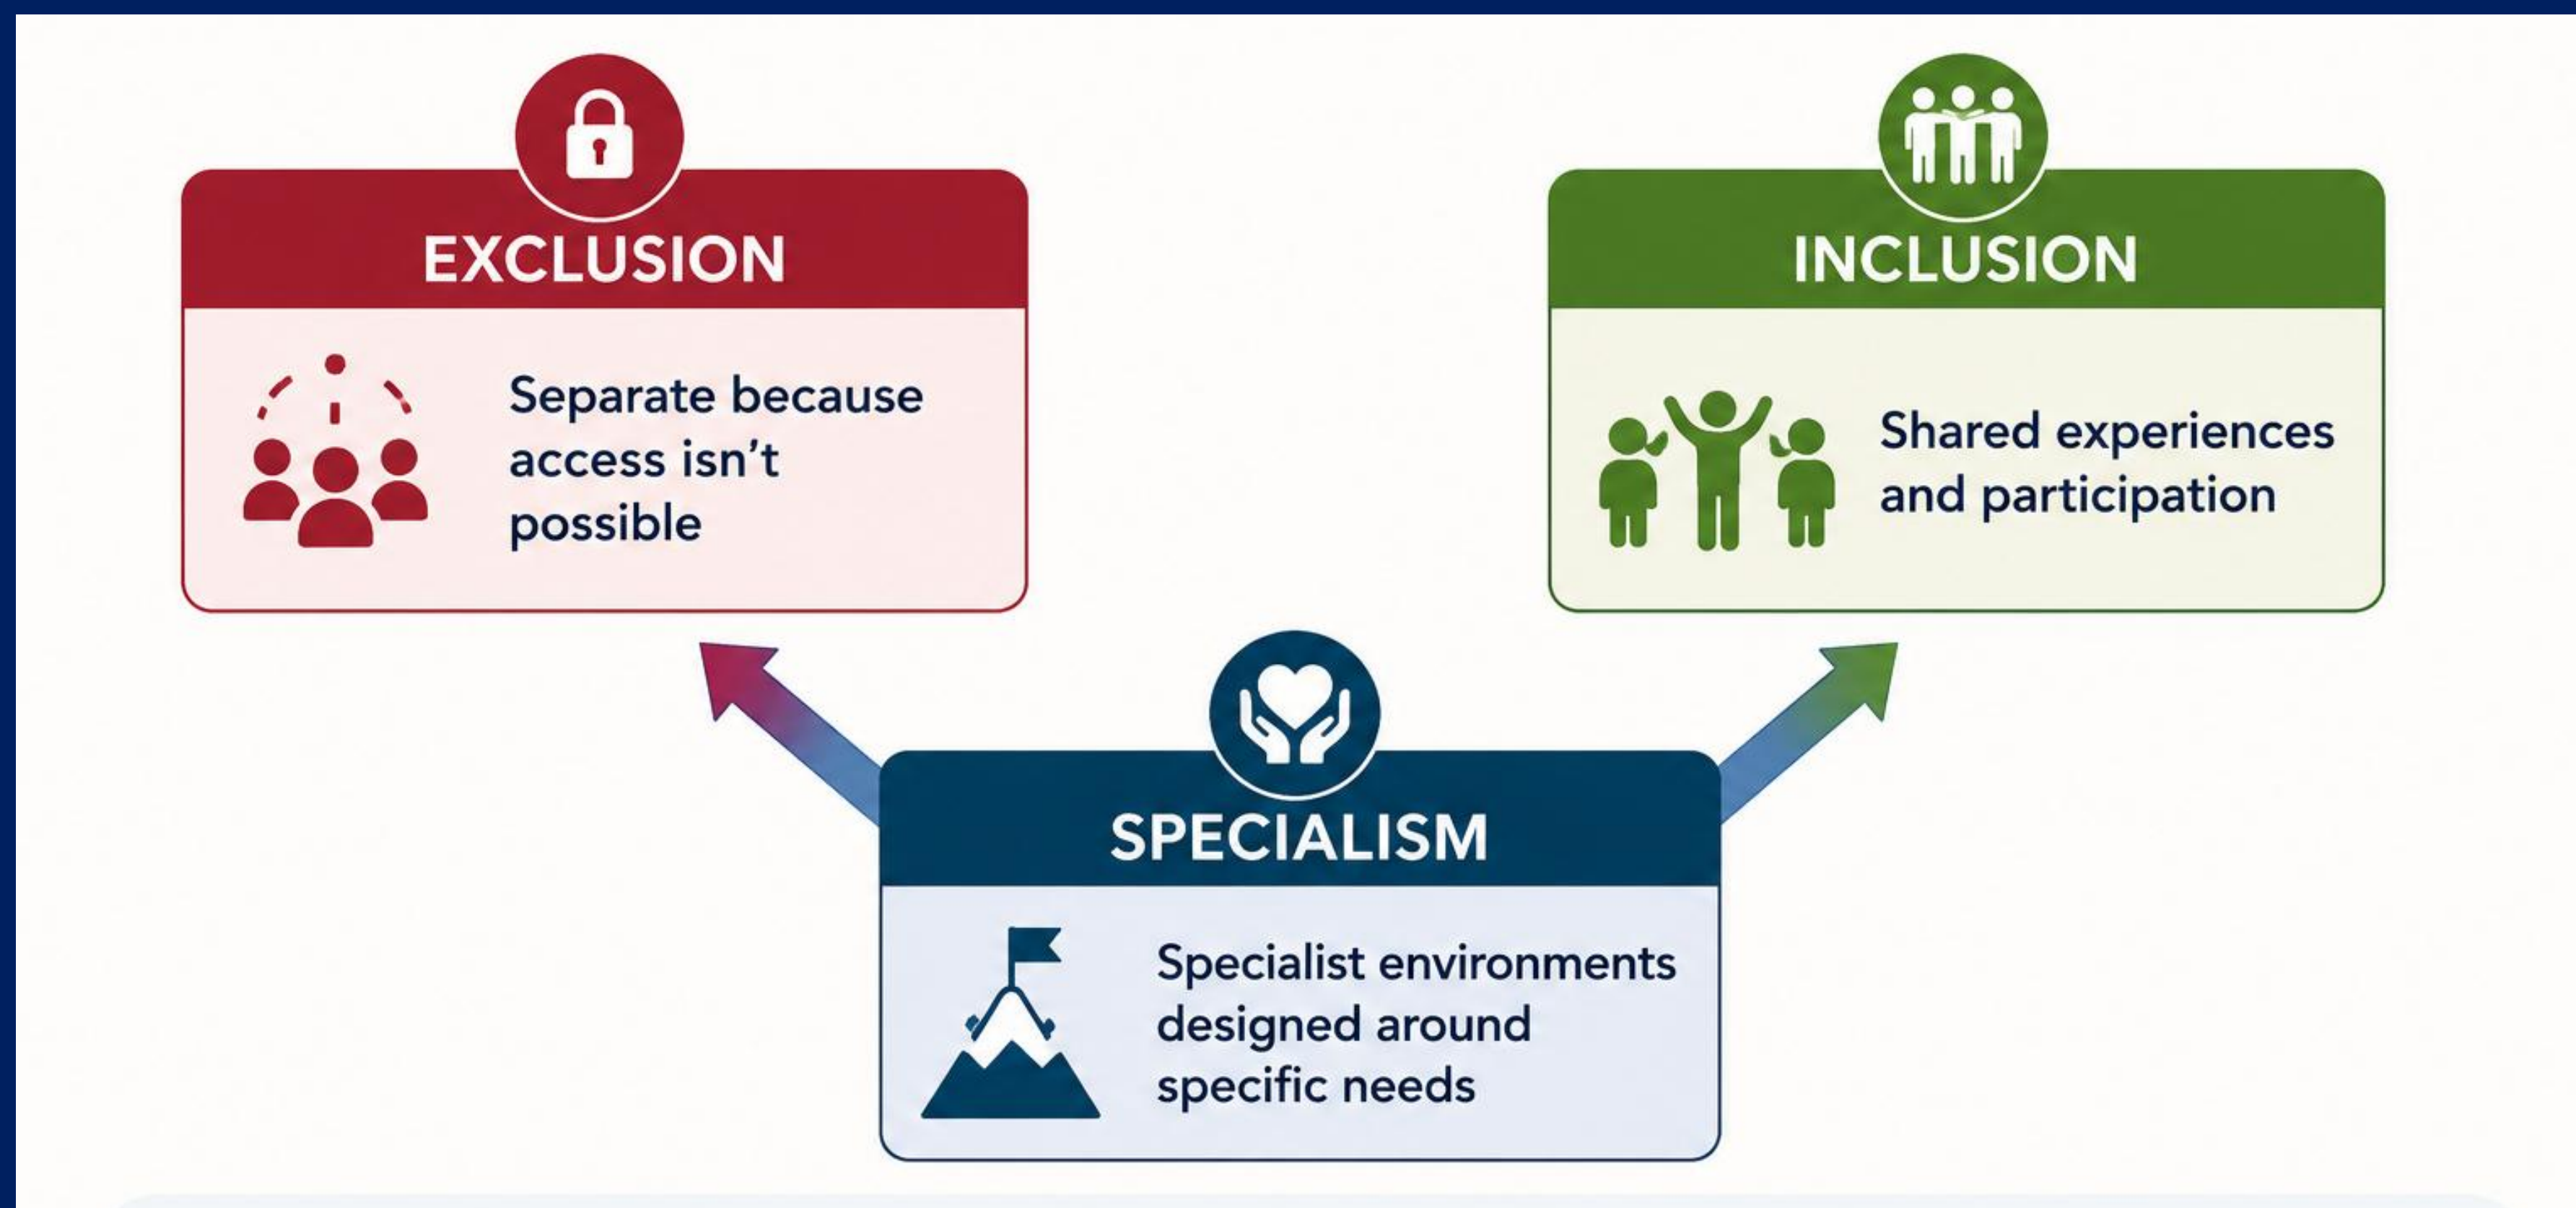 EXCLUSION
Separate because
access isn't
possible
INCLUSION
Shared experiences
and participation
SPECIALISM
Specialist environments
designed around
specific needs